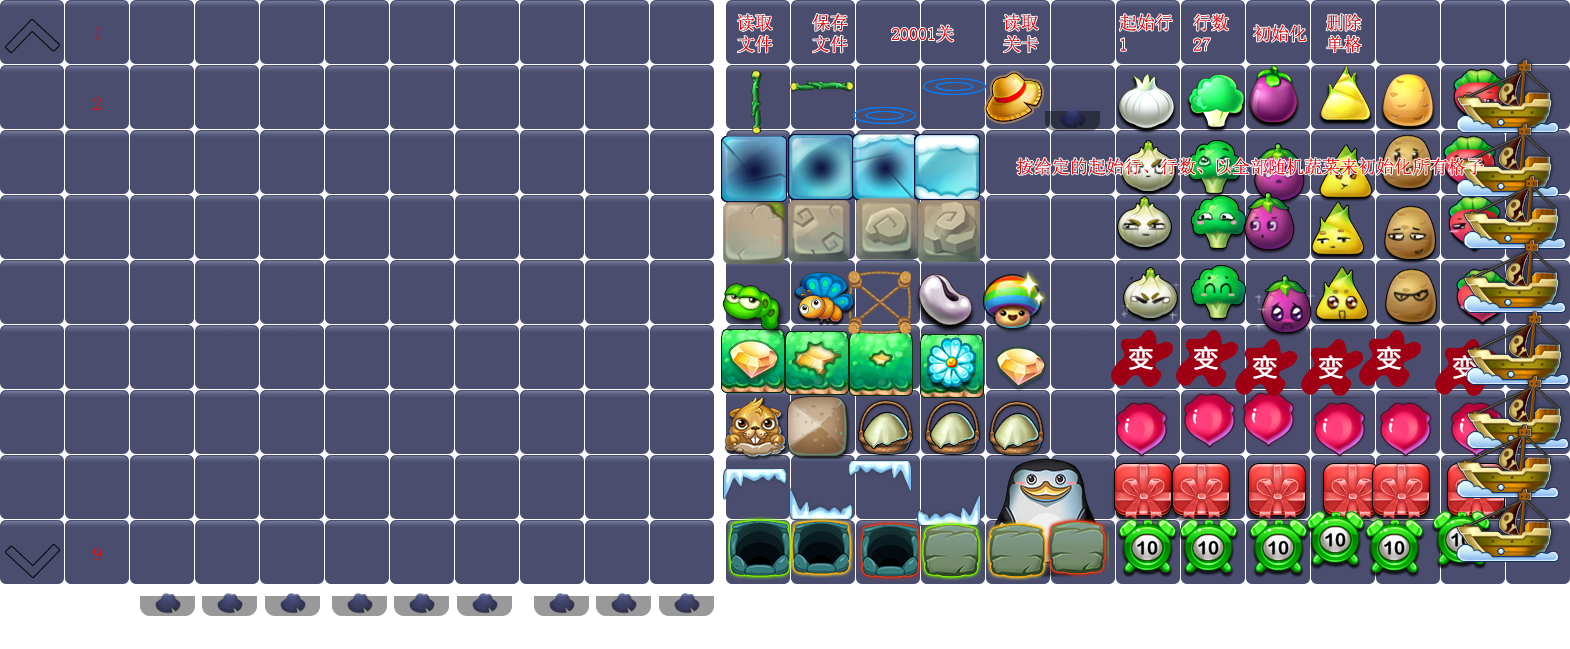 1
读取
文件
保存
文件
20001关
读取
关卡
起始行
1
行数
27
初始化
删除
单格
2
按给定的起始行、行数、以全部随机蔬菜来初始化所有格子
变 变 变 变 变 变
9
10 10 10 10 10 10